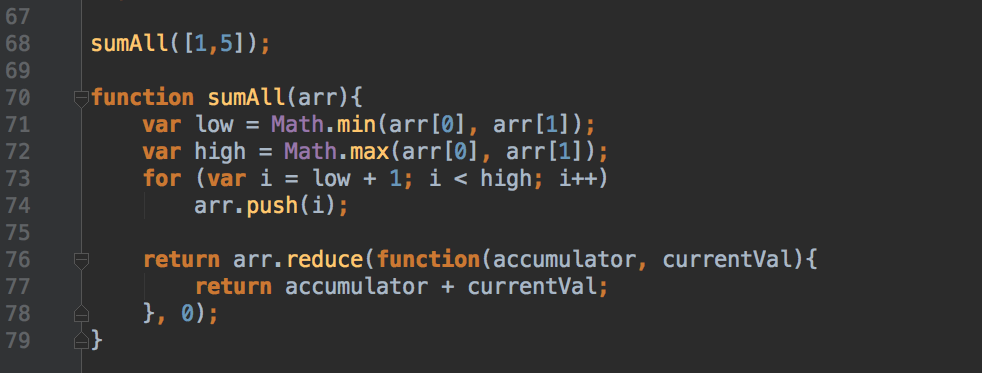 67
68 sumAll([1,5]);
69
70 function sumAll(arr){
71     var low = Math.min(arr[0], arr[1]);
72     var high = Math.max(arr[0], arr[1]);
73     for (var i = low + 1; i < high; i++)
74         arr.push(i);
75
76     return arr.reduce(function(accumulator, currentVal){
77         return accumulator + currentVal;
78     }, 0);
79 }